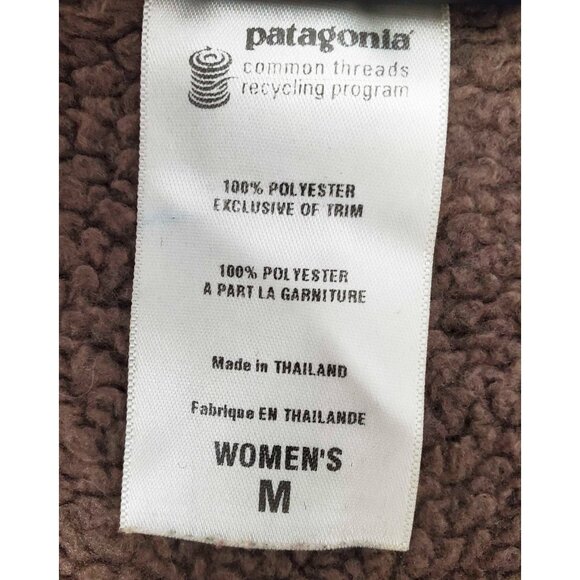 patagonia
common threads
recycling program
100% POLYESTER
EXCLUSIVE OF TRIM
100% POLYESTER
A PART LA GARNITURE
Made in THAILAND
Fabrique EN THAILANDE
WOMEN'S
M